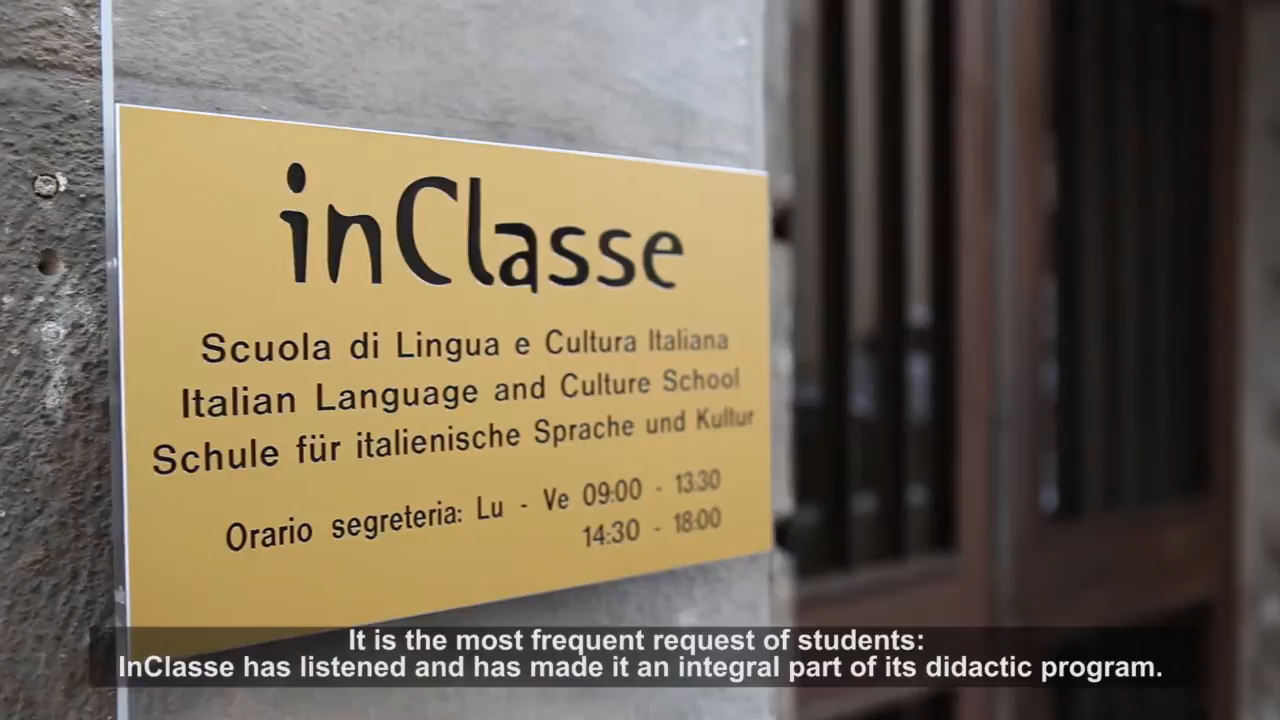 inClasse
Scuola di Lingua e Cultura Italiana
Italian Language and Culture School
Schule für italienische Sprache und Kultur
Orario segreteria: Lu - Ve 09:00 - 13:30
14:30 - 18:00
It is the most frequent request of students:
InClasse has listened and has made it an integral part of its didactic program.